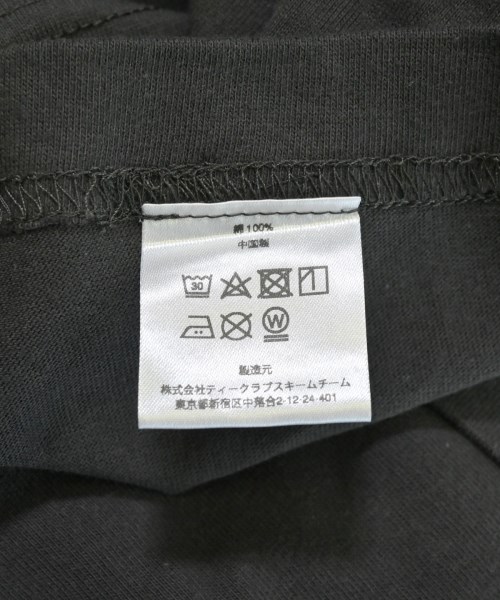 綿100%
中国製
30
W
製造元
株式会社ティークラブスキームチーム
東京都新宿区中落合2-12-24-401